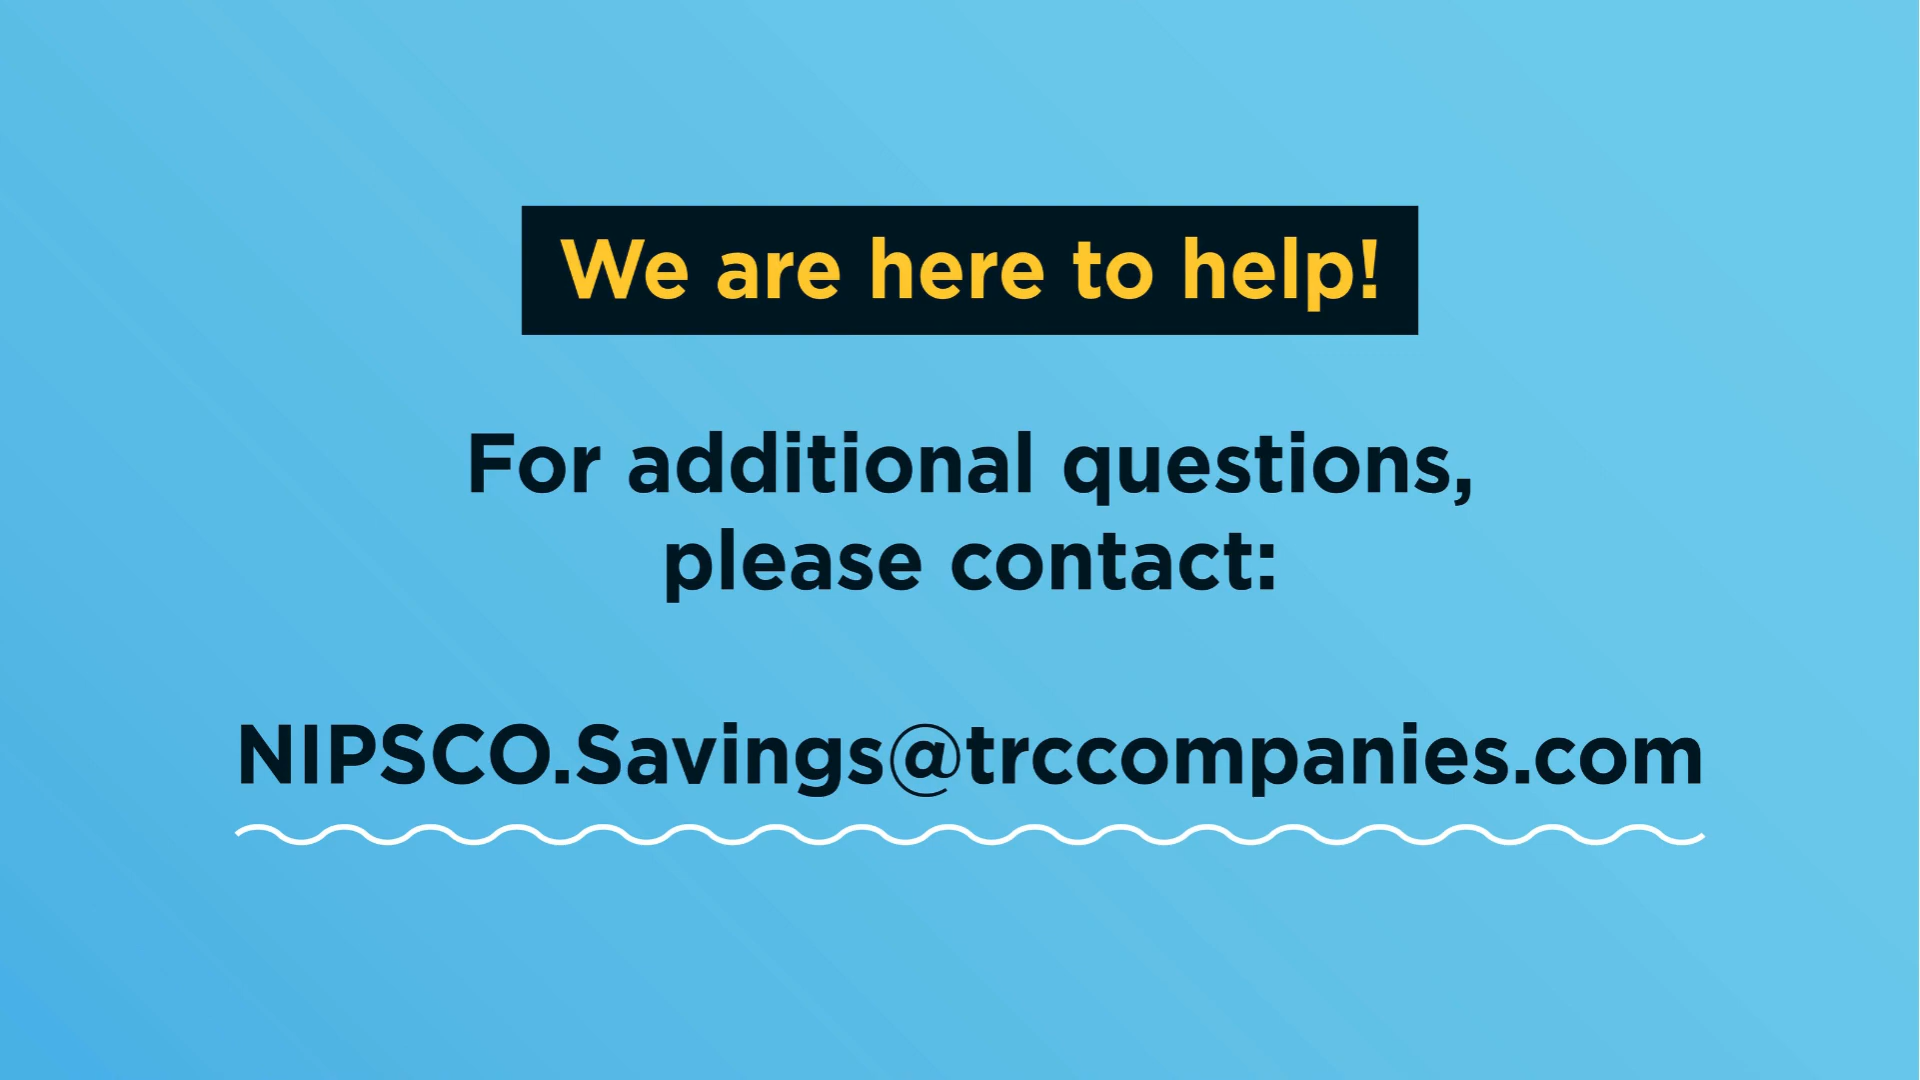 We are here to help!
For additional questions,
please contact:
NIPSCO.Savings@trccompanies.com